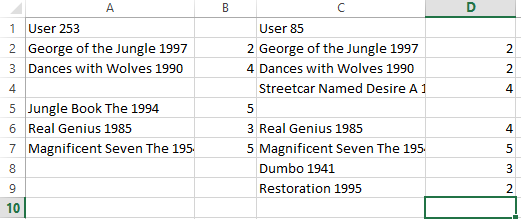 A B C D
1 User 253 User 85
2 George of the Jungle 1997 2 George of the Jungle 1997 2
3 Dances with Wolves 1990 4 Dances with Wolves 1990 2
4 Streetcar Named Desire A 1 4
5 Jungle Book The 1994 5
6 Real Genius 1985 3 Real Genius 1985 4
7 Magnificent Seven The 195 5 Magnificent Seven The 195 5
8 Dumbo 1941 3
9 Restoration 1995 2
10